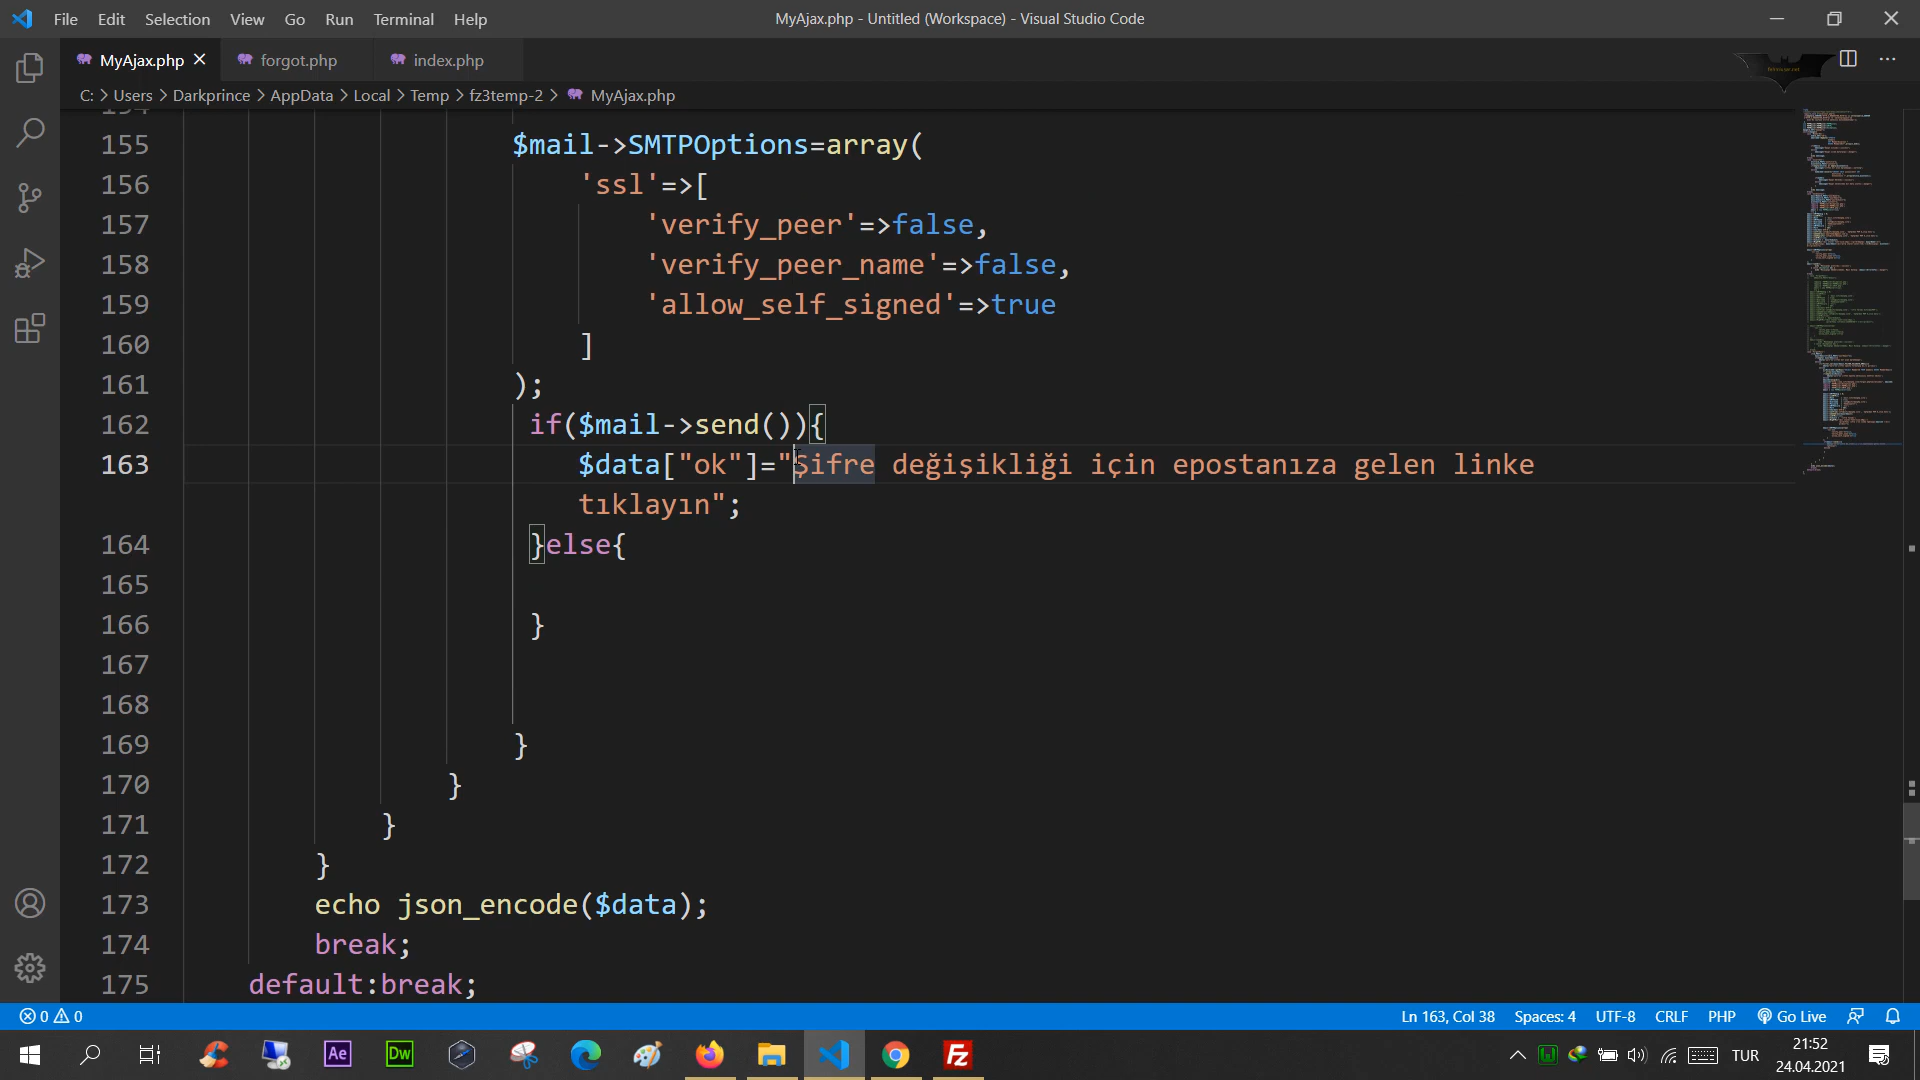 File Edit Selection View Go Run Terminal Help
MyAjax.php - Untitled (Workspace) - Visual Studio Code
MyAjax.php forgot.php index.php
C: > Users > Darkprince > AppData > Local > Temp > fz3temp-2 > MyAjax.php
155 $mail->SMTPOptions=array(
156 'ssl'=>[
157 'verify_peer'=>false,
158 'verify_peer_name'=>false,
159 'allow_self_signed'=>true
160 ]
161 );
162 if($mail->send()){
163 $data["ok"]="Şifre değişikliği için epostanıza gelen linke
tıklayın";
164 }else{
165
166 }
167
168
169 }
170 }
171 }
172 }
173 echo json_encode($data);
174 break;
175 default:break;
0 0
Ln 163, Col 38 Spaces: 4 UTF-8 CRLF PHP Go Live
Ae Dw Fz TUR
21:52
24.04.2021